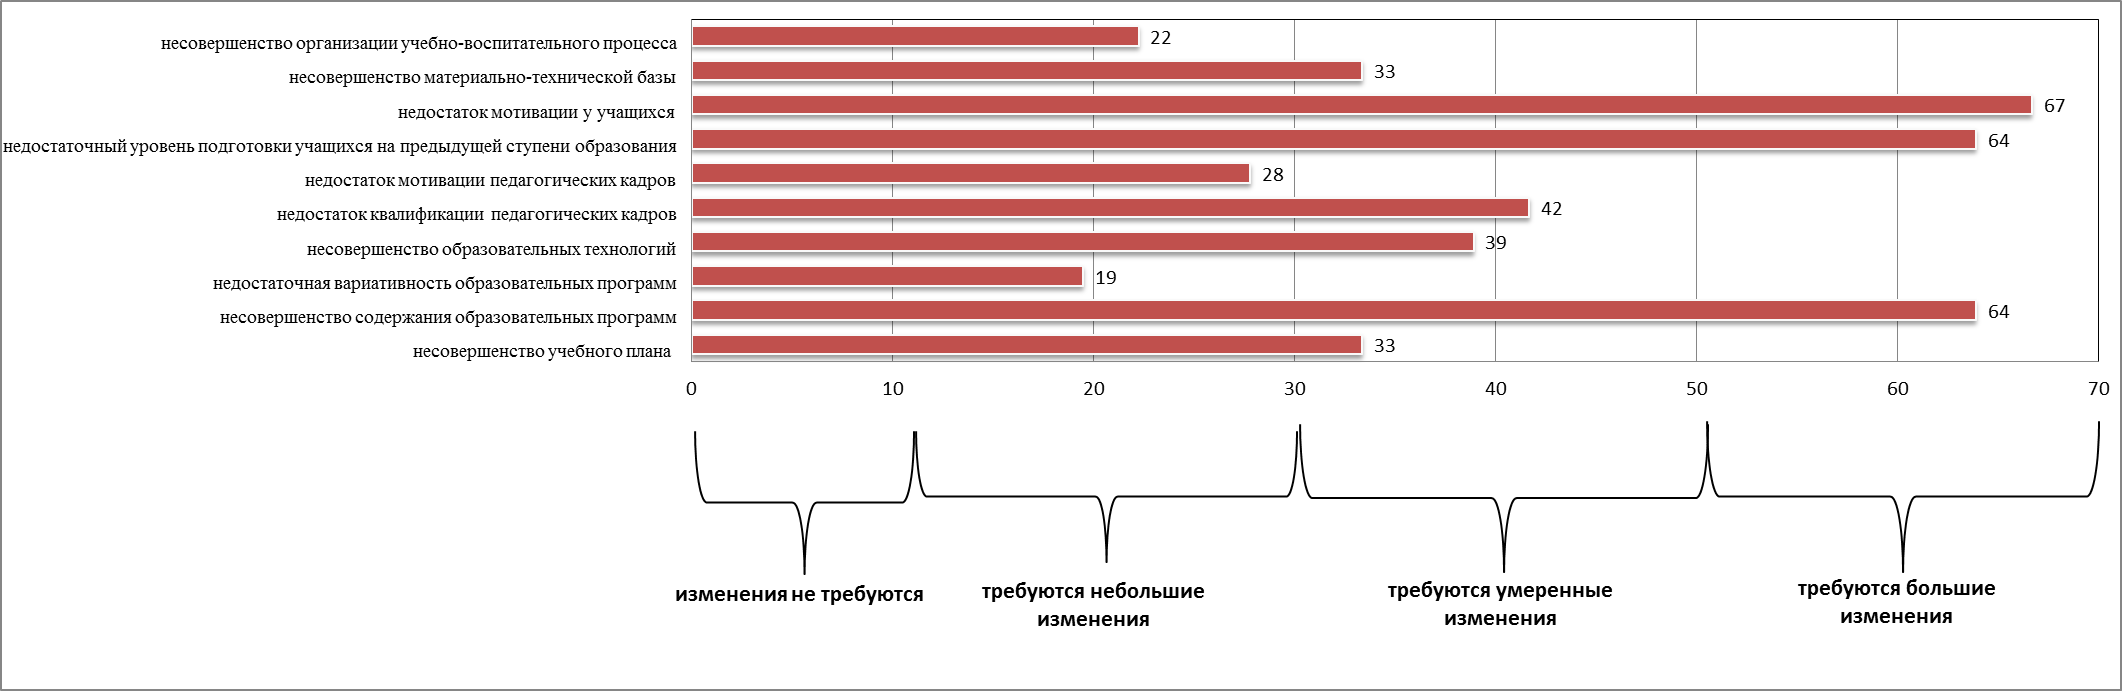 несовершенство организации учебно-воспитательного процесса 22
несовершенство материально-технической базы 33
недостаток мотивации у учащихся 67
недостаточный уровень подготовки учащихся на предыдущей ступени образования 64
недостаток мотивации педагогических кадров 28
недостаток квалификации педагогических кадров 42
несовершенство образовательных технологий 39
недостаточная вариативность образовательных программ 19
несовершенство содержания образовательных программ 64
несовершенство учебного плана 33
0 10 20 30 40 50 60 70
изменения не требуются
требуются небольшие
изменения
требуются умеренные
изменения
требуются большие
изменения